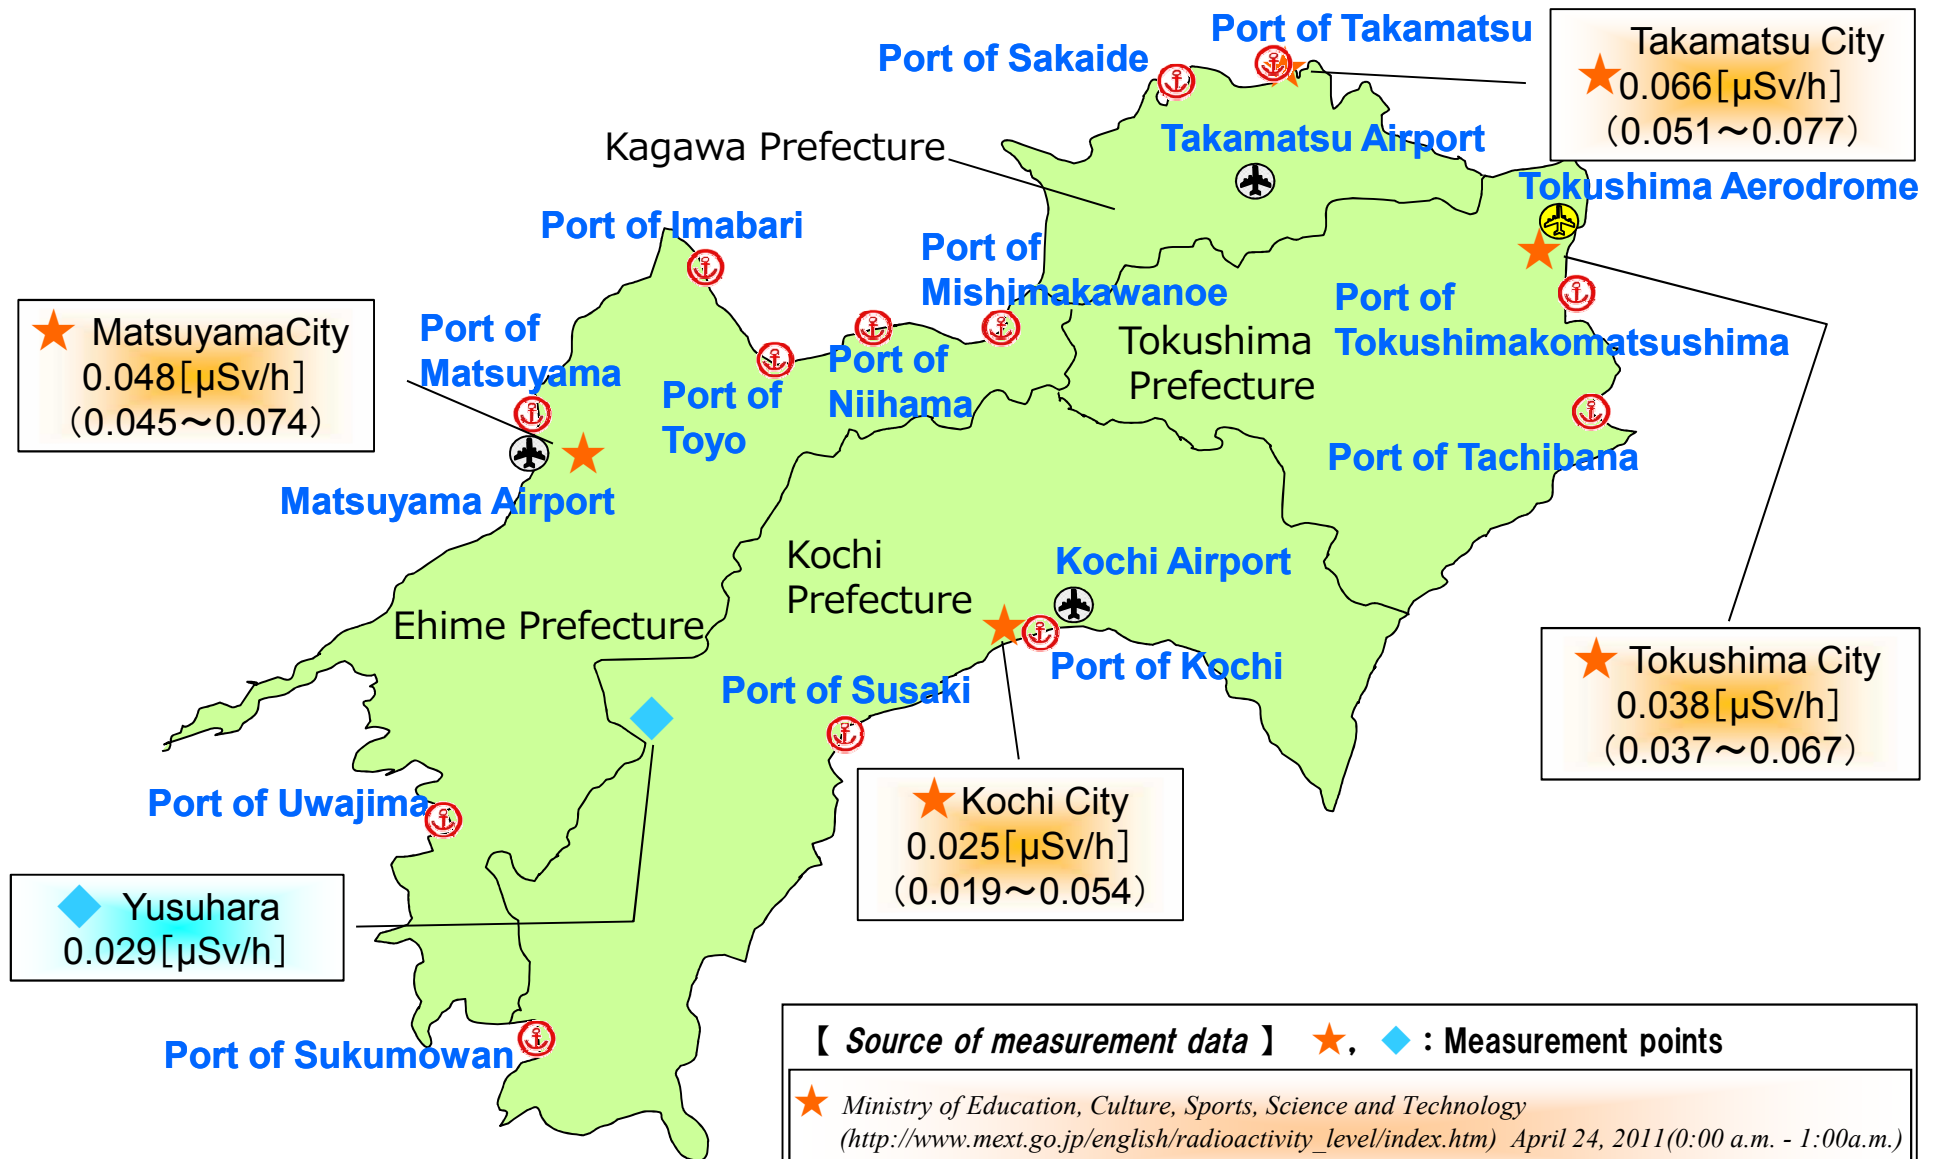 Port of Takamatsu
Port of Sakaide
Takamatsu City
0.066[μSv/h]
(0.051～0.077)
Kagawa Prefecture
Takamatsu Airport
Tokushima Aerodrome
Port of Imabari
Port of
Mishimakawanoe
Port of
Tokushimakomatsushima
MatsuyamaCity
0.048[μSv/h]
(0.045～0.074)
Port of
Matsuyama
Port of
Toyo
Port of
Niihama
Tokushima
Prefecture
Port of Tachibana
Matsuyama Airport
Kochi
Prefecture
Kochi Airport
Ehime Prefecture
Port of Kochi
Port of Susaki
Tokushima City
0.038[μSv/h]
(0.037～0.067)
Port of Uwajima
Kochi City
0.025[μSv/h]
(0.019～0.054)
Yusuhara
0.029[μSv/h]
Port of Sukumowan
【 Source of measurement data 】 ★, ◆ : Measurement points
★ Ministry of Education, Culture, Sports, Science and Technology
(http://www.mext.go.jp/english/radioactivity_level/index.htm) April 24, 2011(0:00 a.m. - 1:00a.m.)